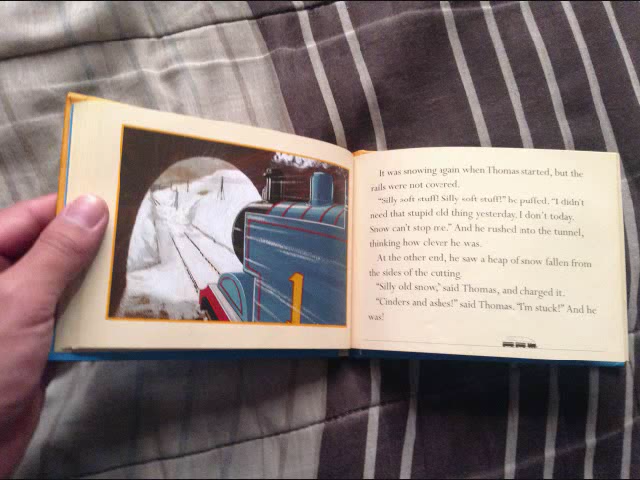 It was snowing again when Thomas started, but the
rails were not covered.
"Silly soft stuff! Silly soft stuff!" he puffed. "I didn't
need that stupid old thing yesterday. I don't today.
Snow can't stop me." And he rushed into the tunnel,
thinking how clever he was.
At the other end, he saw a heap of snow fallen from
the sides of the cutting.
"Silly old snow," said Thomas, and charged it.
"Cinders and ashes!" said Thomas. "I'm stuck!" And he
was!
1